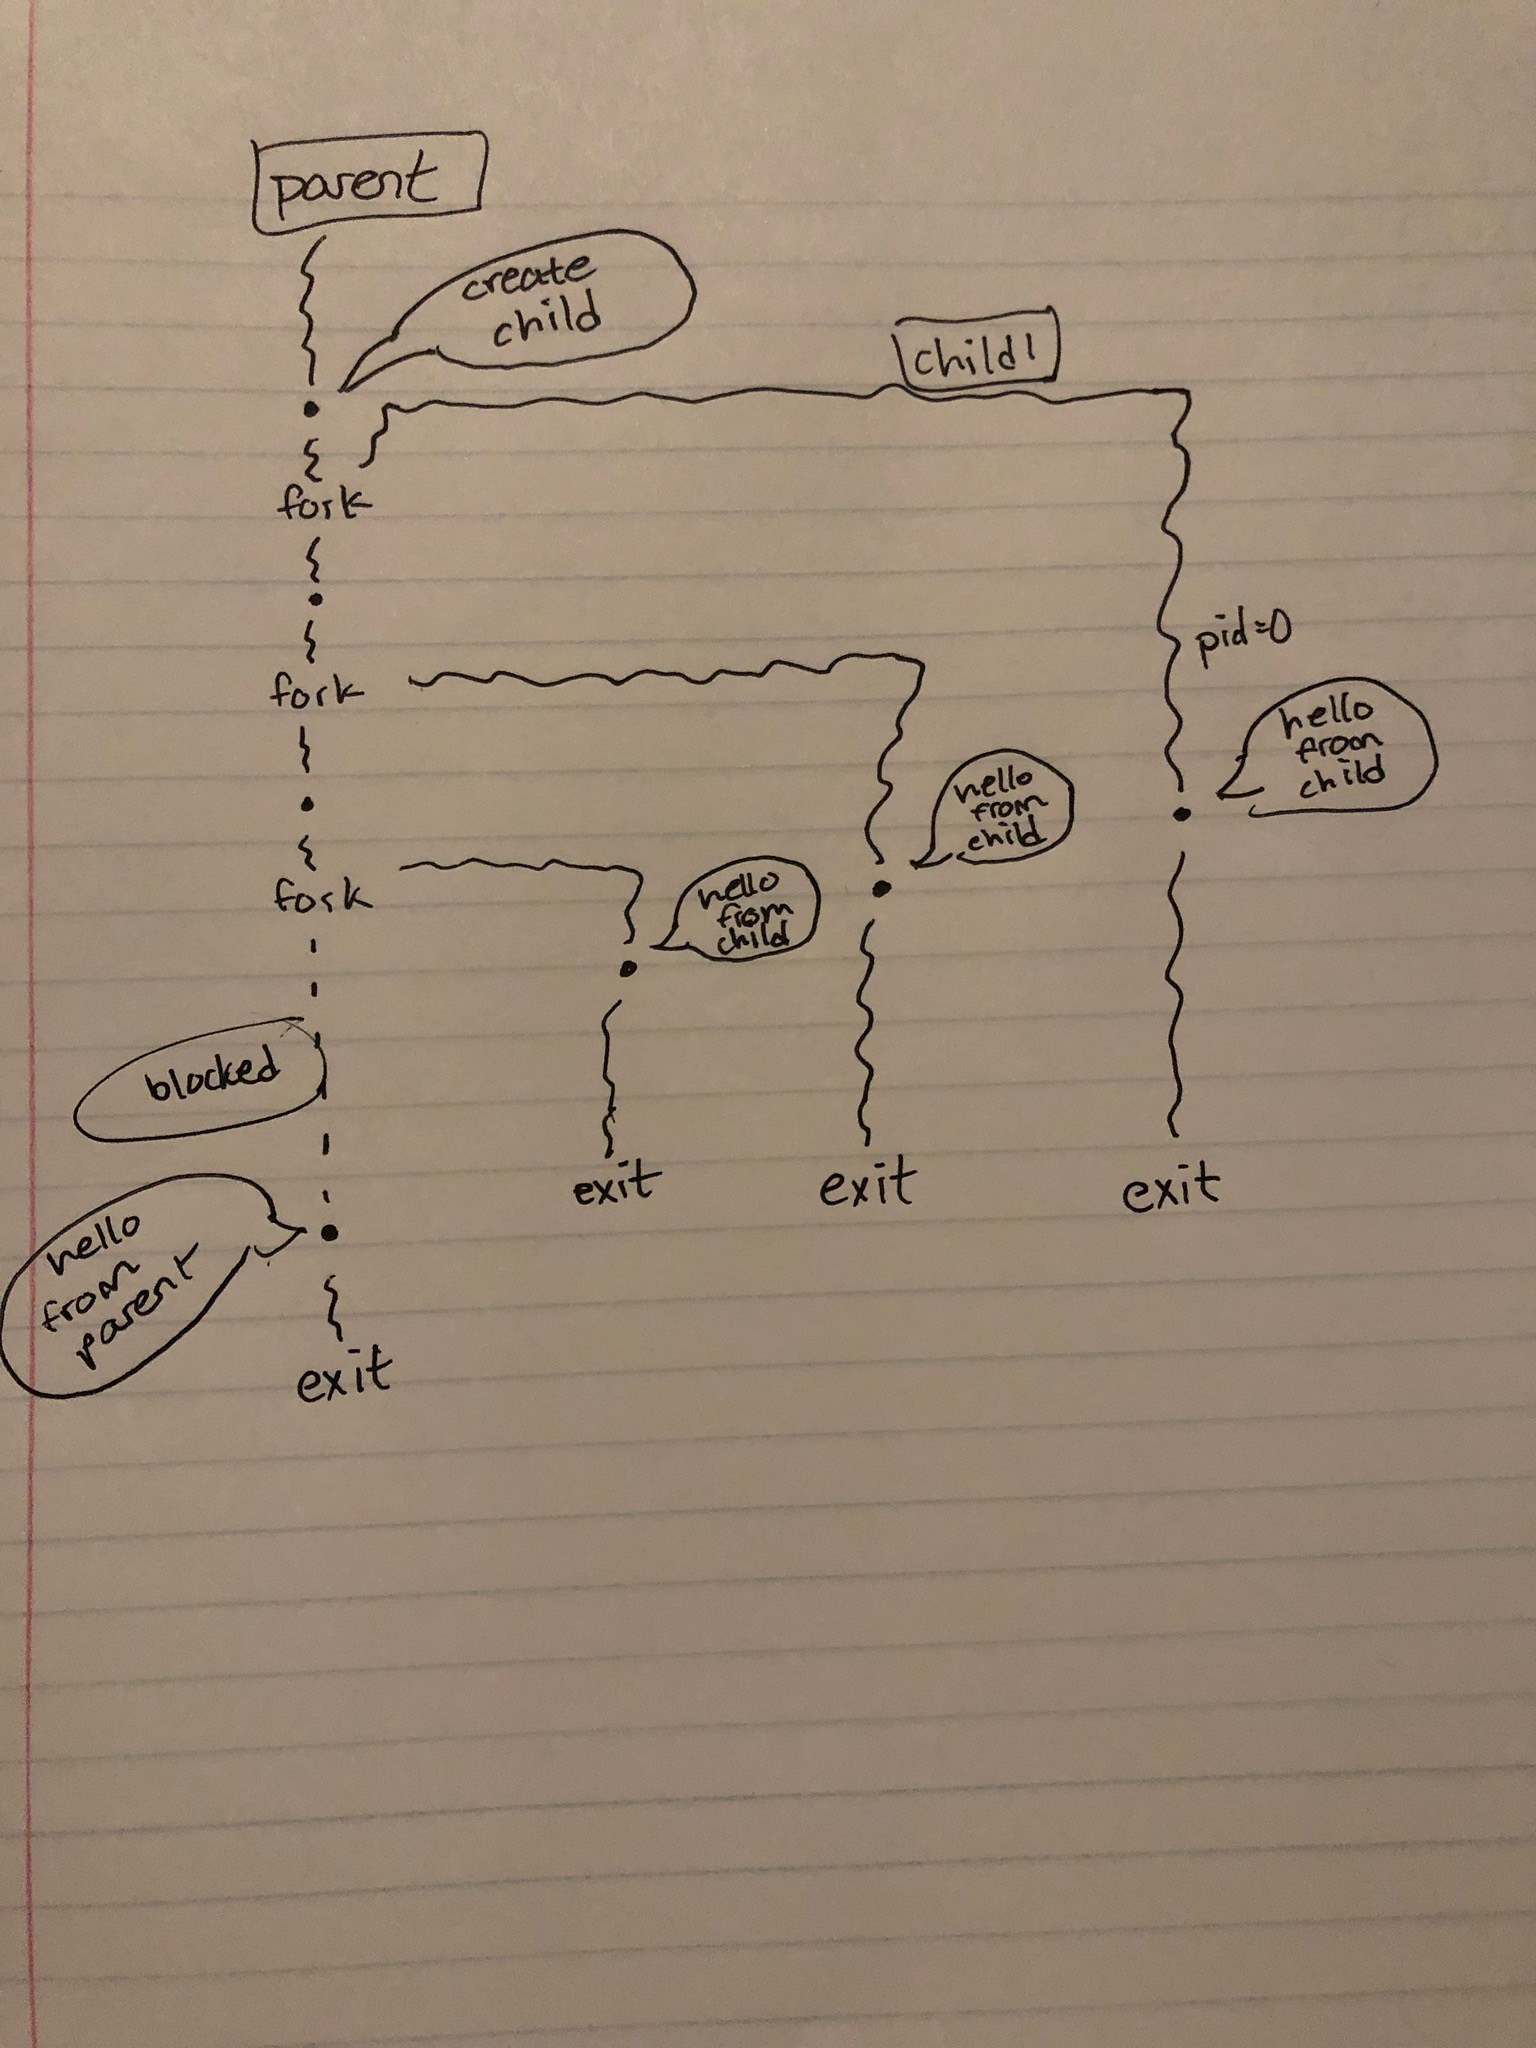 parent
create
child
child1
fork
pid=0
fork
hello
from
child
hello
from
child
fork
hello
from
child
blocked
exit
exit
exit
hello
from
parent
exit